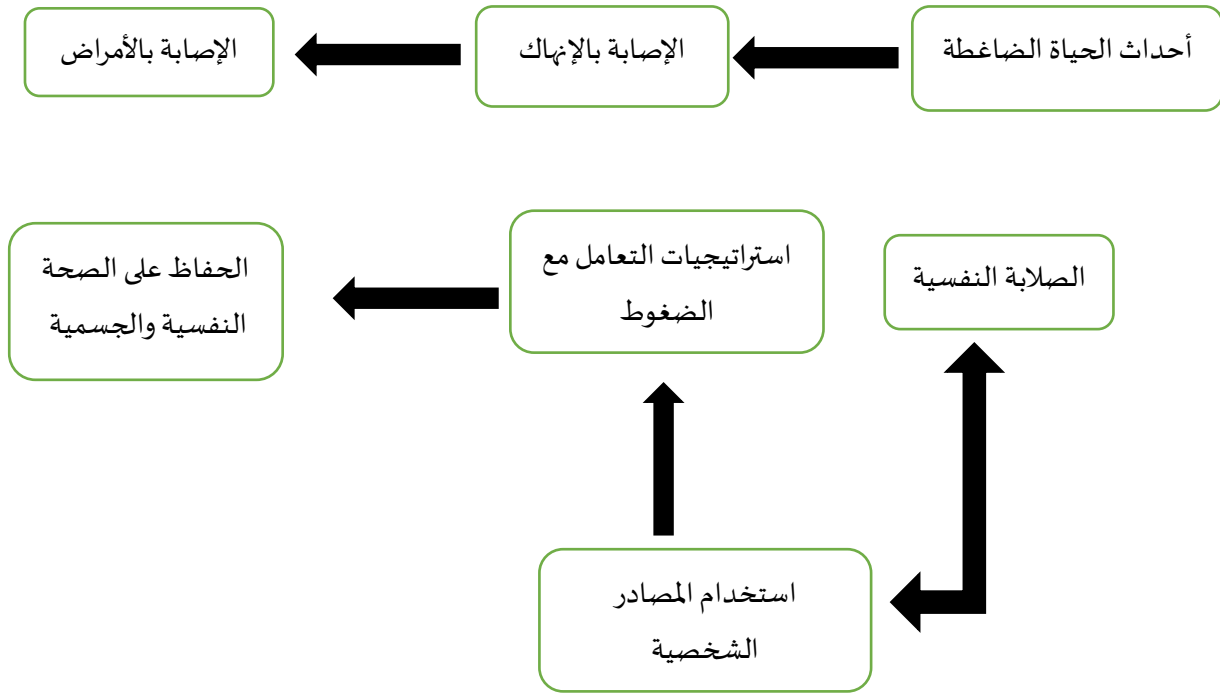 أحداث الحياة الضاغطة
الإصابة بالإنهاك
الإصابة بالأمراض
الصلابة النفسية
استراتيجيات التعامل مع
الضغوط
الحفاظ على الصحة
النفسية والجسمية
استخدام المصادر
الشخصية